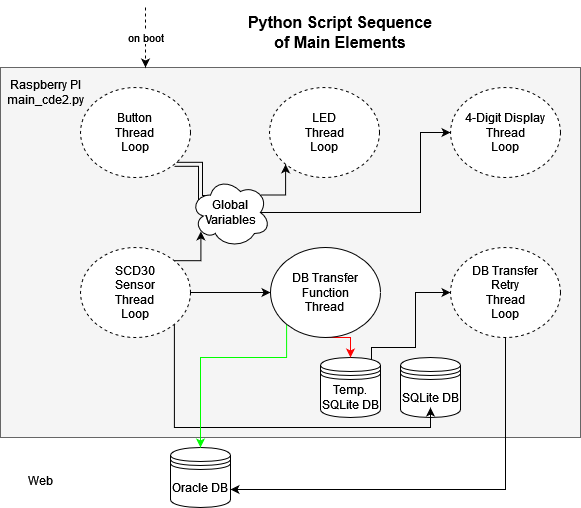 Python Script Sequence
of Main Elements
on boot
Raspberry PI
main_cde2.py
Button
Thread
Loop
LED
Thread
Loop
4-Digit Display
Thread
Loop
Global
Variables
SCD30
Sensor
Thread
Loop
DB Transfer
Function
Thread
DB Transfer
Retry
Thread
Loop
Temp.
SQLite DB
SQLite DB
Web
Oracle DB